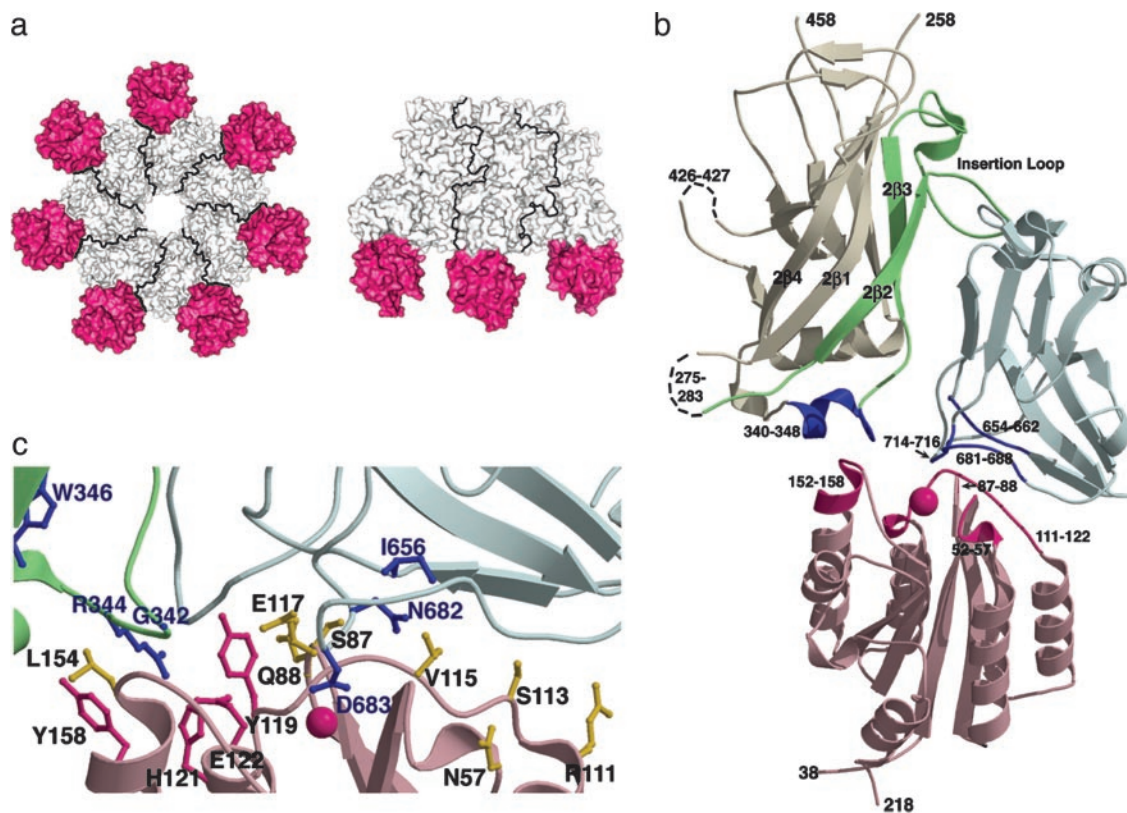 a
b
458
258
Insertion Loop
426-427
2β3
2β4
2β1
2β2
275-
283
340-348
654-662
714-716
681-688
87-88
152-158
111-122
52-57
38
218
c
W346
I656
R344
G342
E117
N682
S87
L154
Q88
V115
D683
S113
Y119
Y158
E122
N57
R111
H121